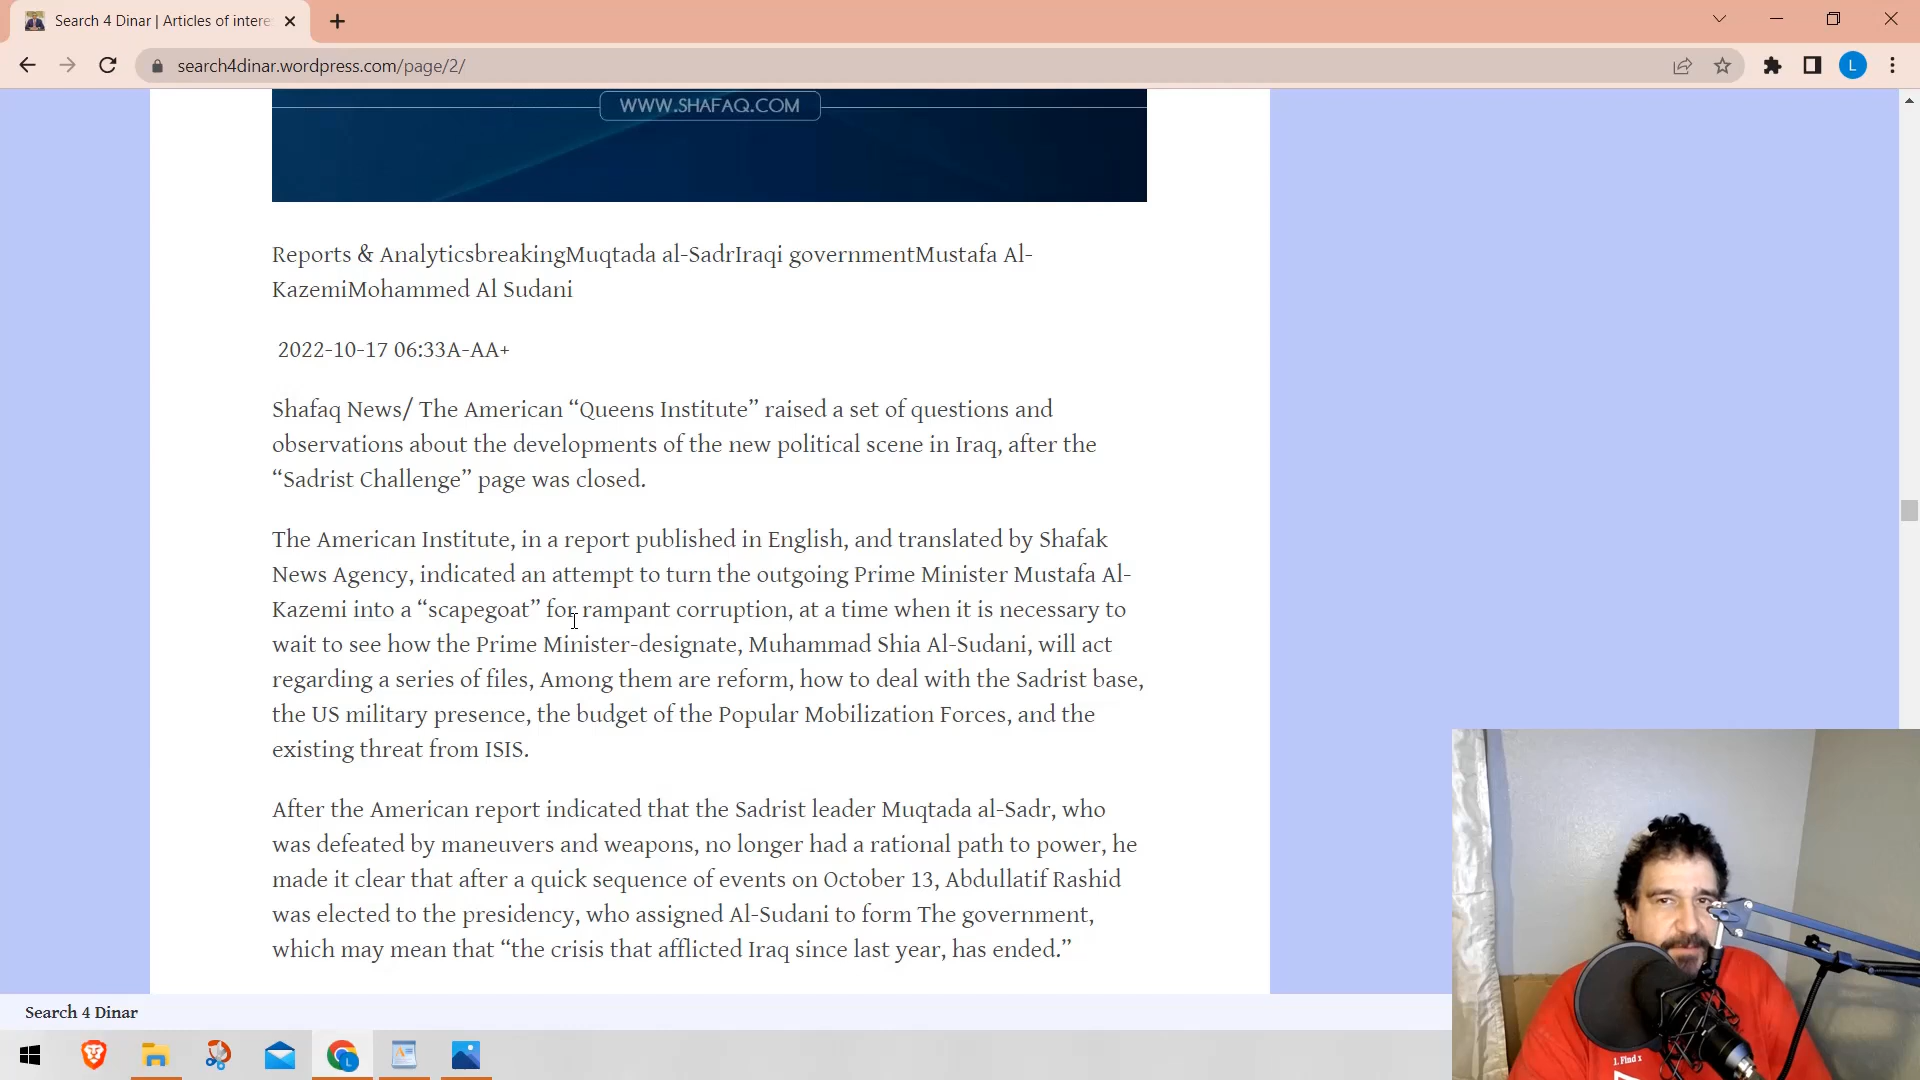 Search 4 Dinar | Articles of intere
search4dinar.wordpress.com/page/2/
L
WWW.SHAFAQ.COM
Reports & AnalyticsbreakingMuqtada al-SadrIraqi governmentMustafa Al-
KazemiMohammed Al Sudani
2022-10-17 06:33A-AA+
Shafaq News/ The American “Queens Institute” raised a set of questions and
observations about the developments of the new political scene in Iraq, after the
“Sadrist Challenge” page was closed.
The American Institute, in a report published in English, and translated by Shafak
News Agency, indicated an attempt to turn the outgoing Prime Minister Mustafa Al-
Kazemi into a “scapegoat” for rampant corruption, at a time when it is necessary to
wait to see how the Prime Minister-designate, Muhammad Shia Al-Sudani, will act
regarding a series of files, Among them are reform, how to deal with the Sadrist base,
the US military presence, the budget of the Popular Mobilization Forces, and the
existing threat from ISIS.
After the American report indicated that the Sadrist leader Muqtada al-Sadr, who
was defeated by maneuvers and weapons, no longer had a rational path to power, he
made it clear that after a quick sequence of events on October 13, Abdullatif Rashid
was elected to the presidency, who assigned Al-Sudani to form The government,
which may mean that “the crisis that afflicted Iraq since last year, has ended.”
Search 4 Dinar
L
1. Find x